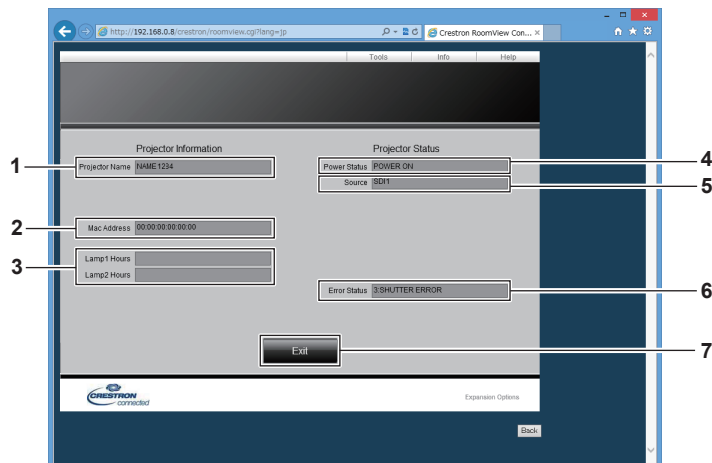 http://192.168.0.8/crestron/roomview.cgi?lang=jp
Crestron RoomView Con... ×
Tools Info Help
Projector Information Projector Status
1 Projector Name NAME1234
Power Status POWER ON 4
Source SDI1 5
2 Mac Address 00:00:00:00:00:00
3 Lamp1 Hours
Lamp2 Hours
Error Status 3:SHUTTER ERROR 6
Exit 7
CRESTRON
connected
Expansion Options
Back